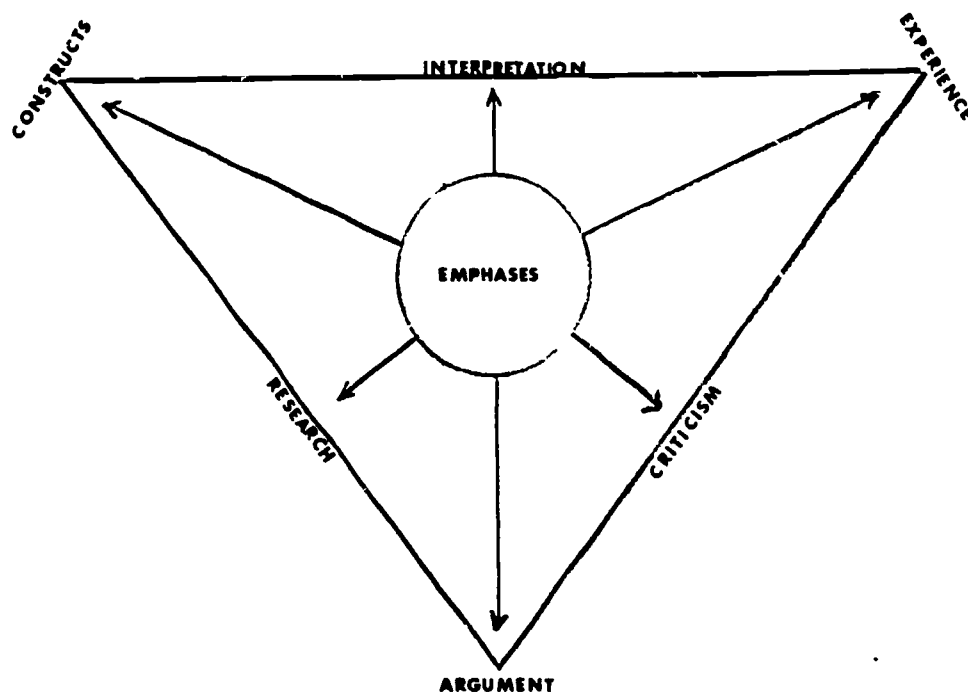 CONSTRUCTS
INTERPRETATION
EXPERIENCE
EMPHASES
RESEARCH
CRITICISM
ARGUMENT